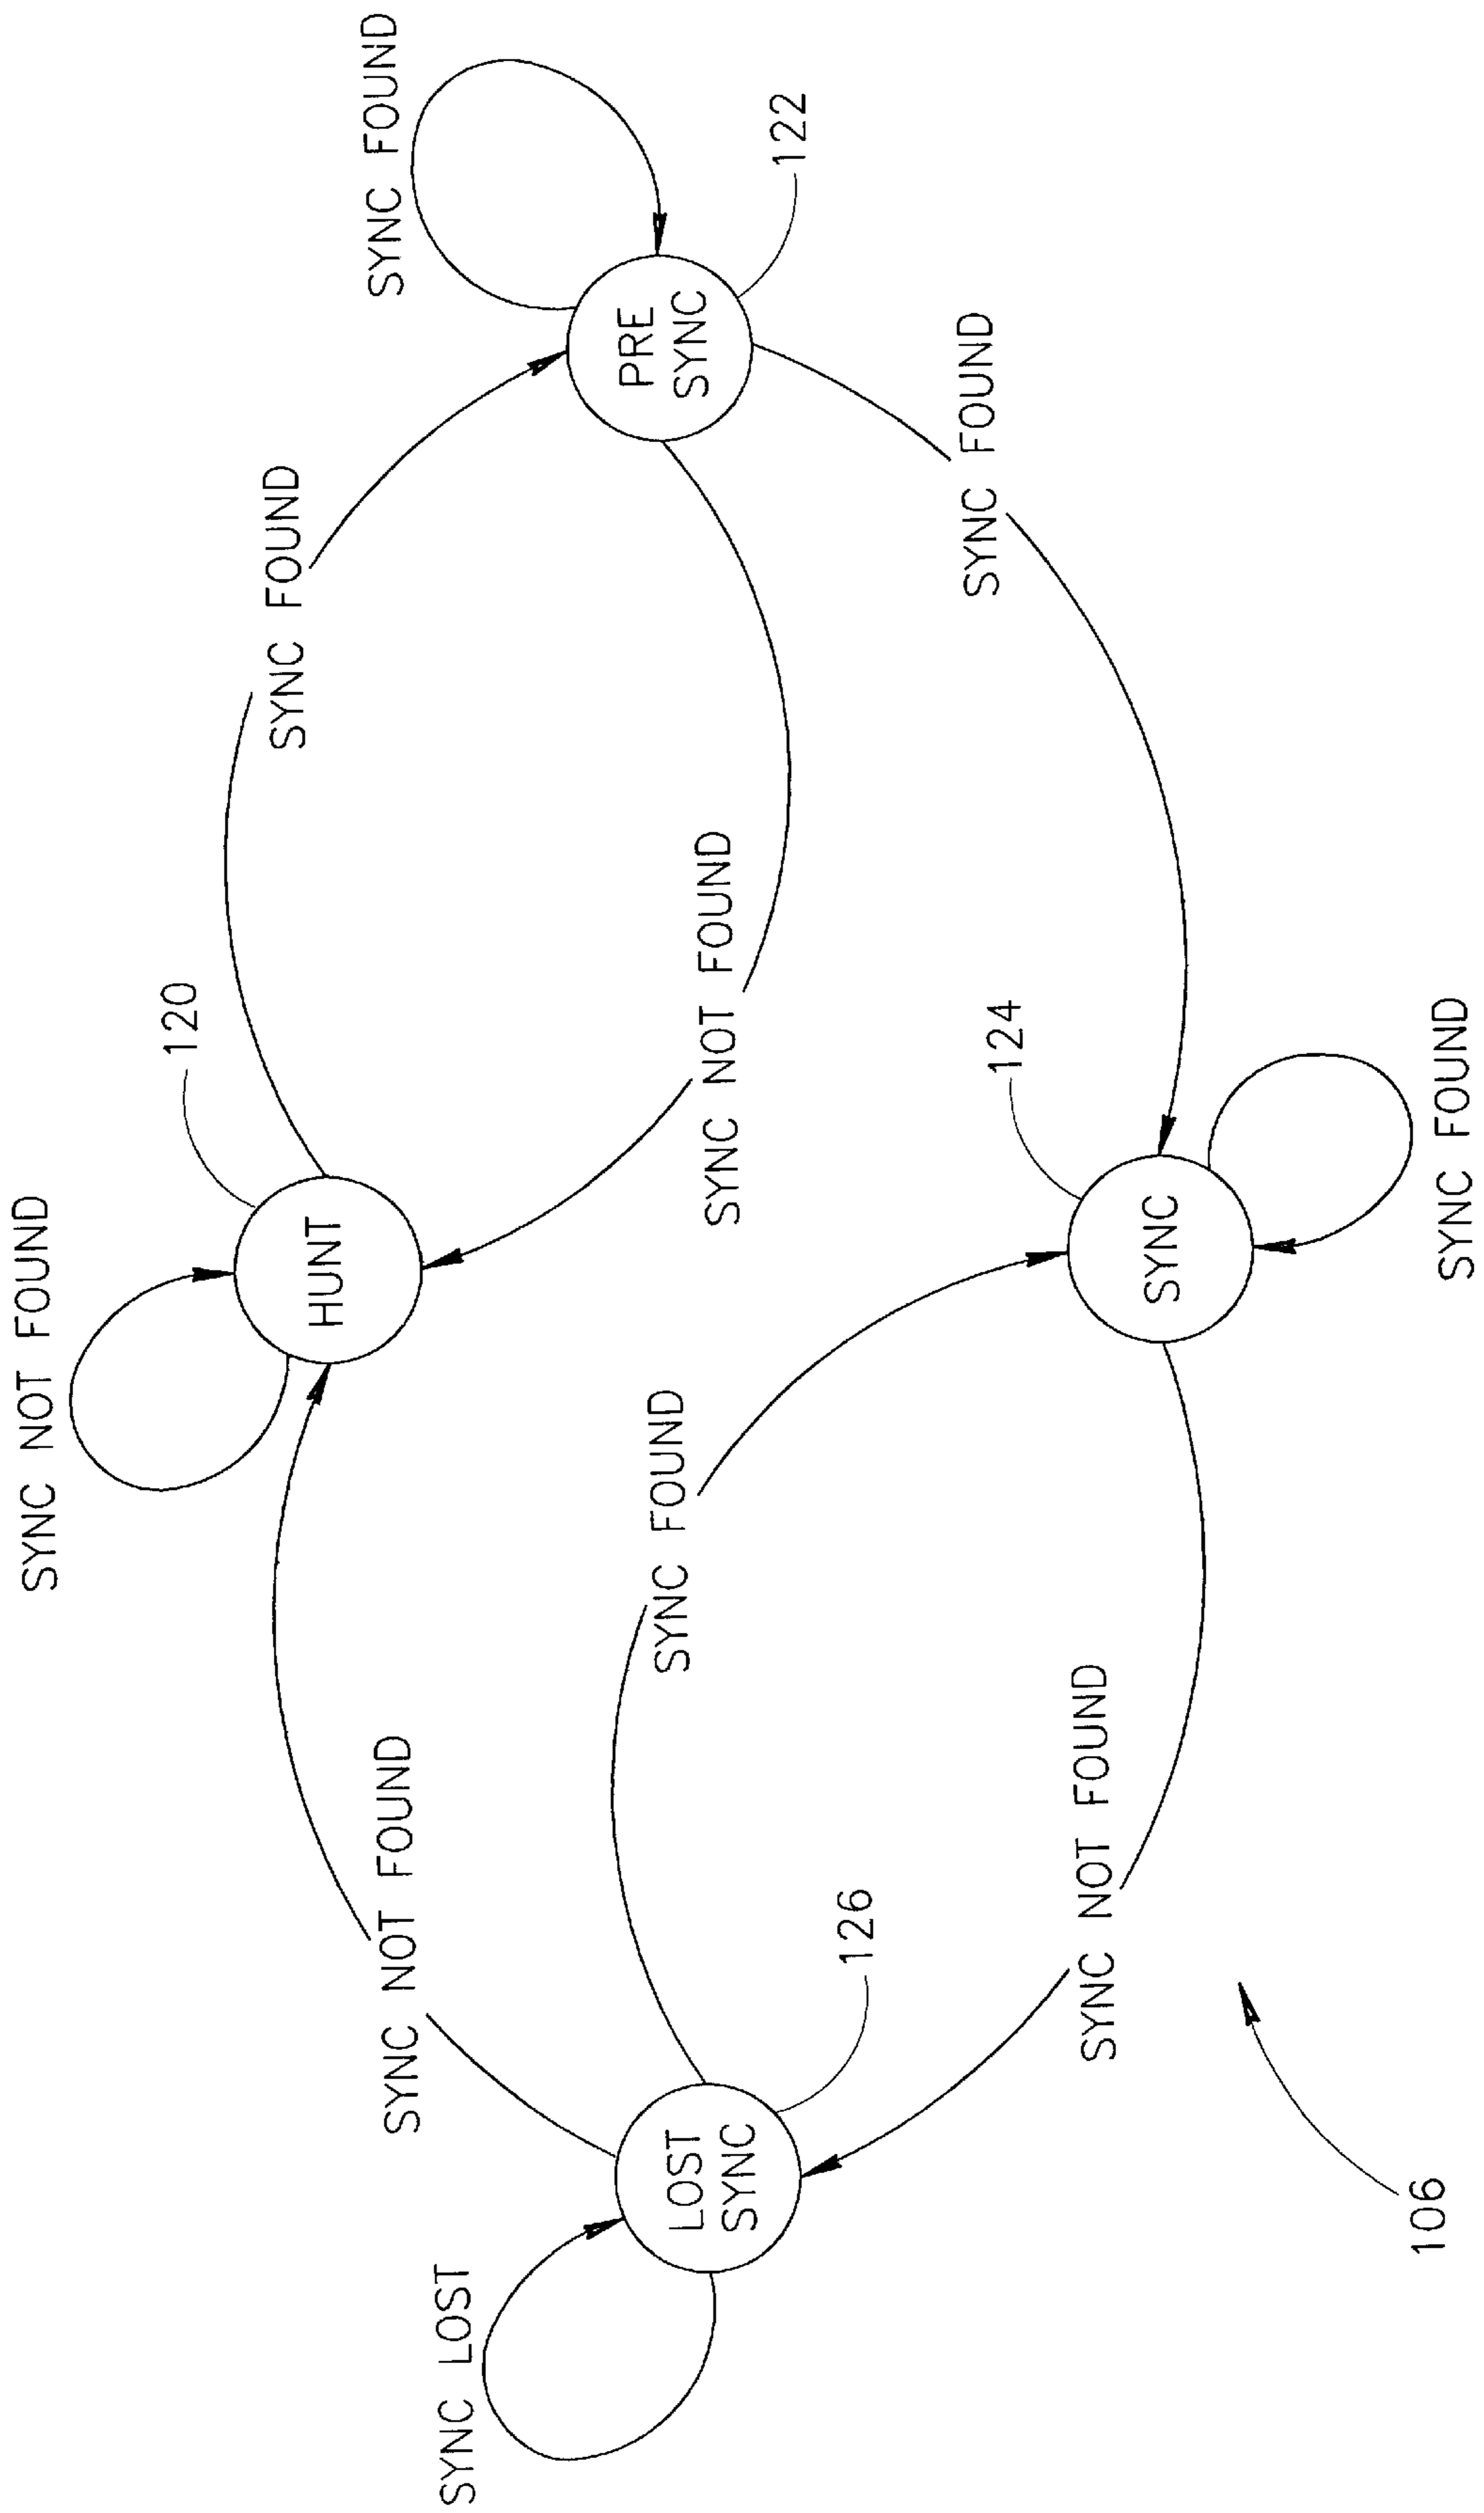 SYNC NOT FOUND
120
HUNT
SYNC FOUND
SYNC FOUND
SYNC NOT FOUND
SYNC LOST
SYNC NOT FOUND
PRE
SYNC
122
LOST
SYNC
126
SYNC FOUND
124
SYNC FOUND
SYNC
SYNC NOT FOUND
SYNC FOUND
106